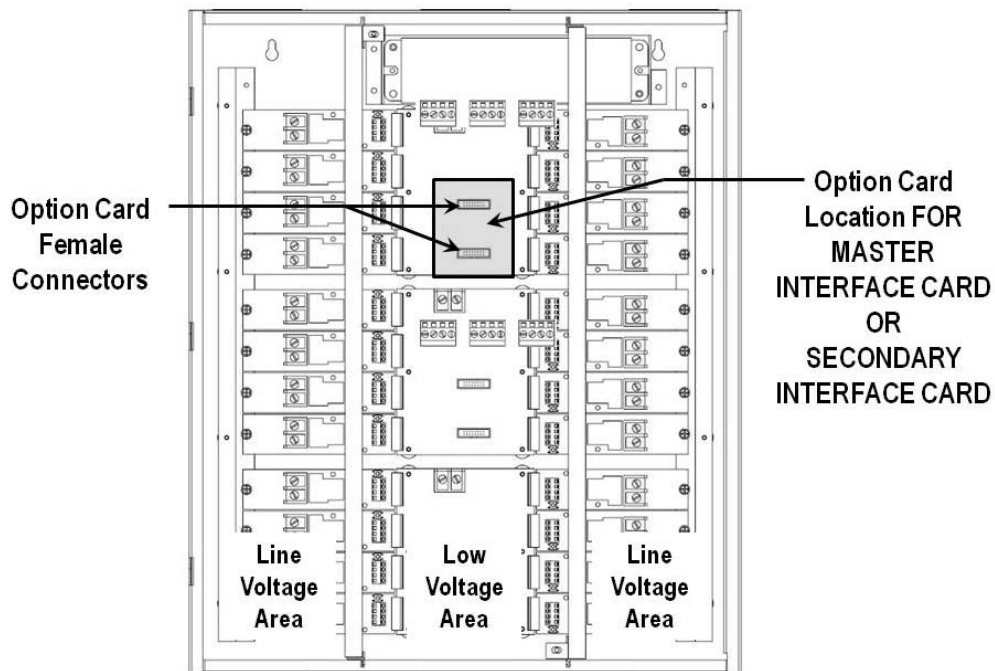 Option Card
Female
Connectors
Option Card
Location FOR
MASTER
INTERFACE CARD
OR
SECONDARY
INTERFACE CARD
Line
Voltage
Area
Low
Voltage
Area
Line
Voltage
Area